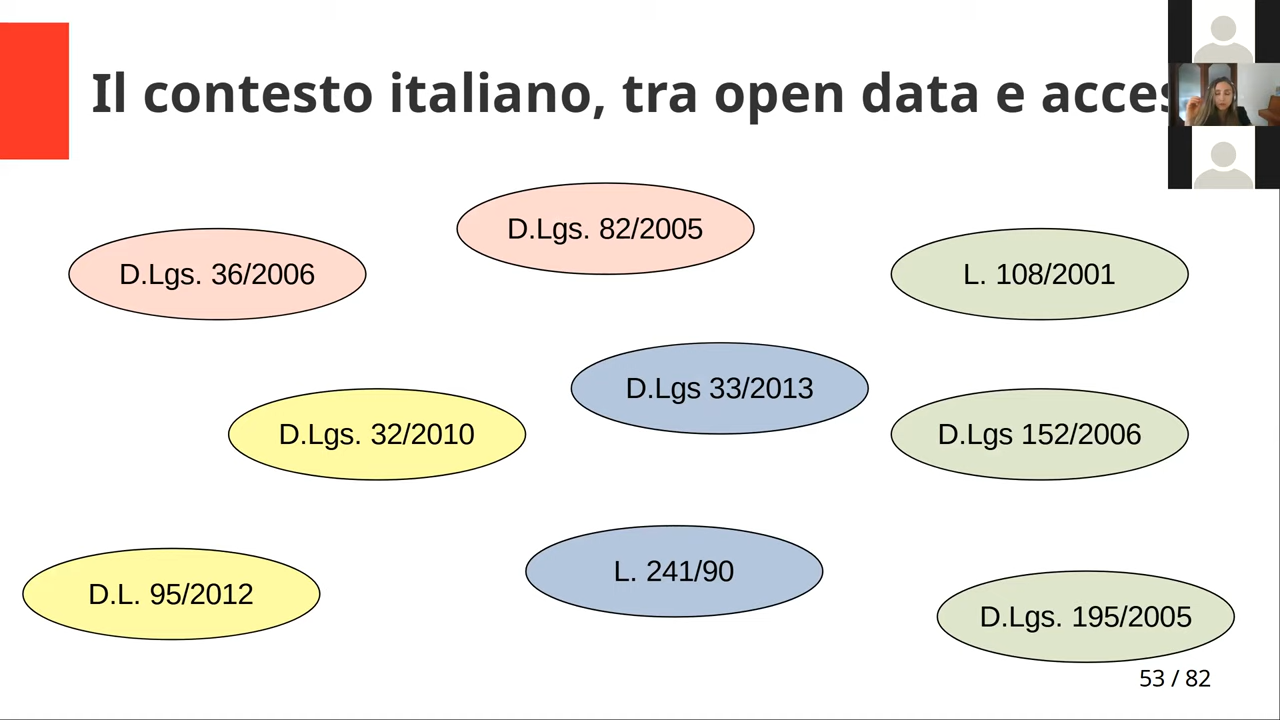 Il contesto italiano, tra open data e acces
D.Lgs. 82/2005
D.Lgs. 36/2006
L. 108/2001
D.Lgs 33/2013
D.Lgs. 32/2010
D.Lgs 152/2006
L. 241/90
D.L. 95/2012
D.Lgs. 195/2005
53 / 82